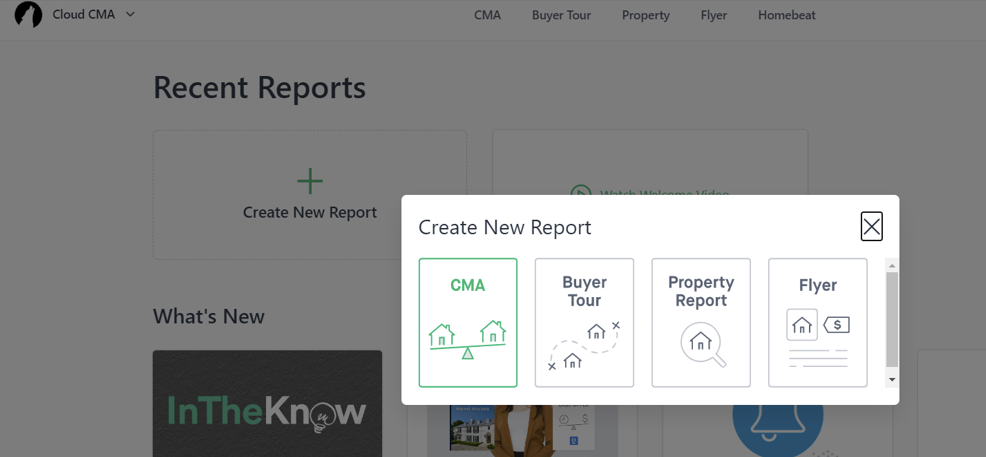 Cloud CMA
CMA
Buyer Tour
Property
Flyer
Homebeat
Recent Reports
Create New Report
Watch Welcome Video
Create New Report
CMA
Buyer
Tour
Property
Report
Flyer
$
What's New
InTheKnow